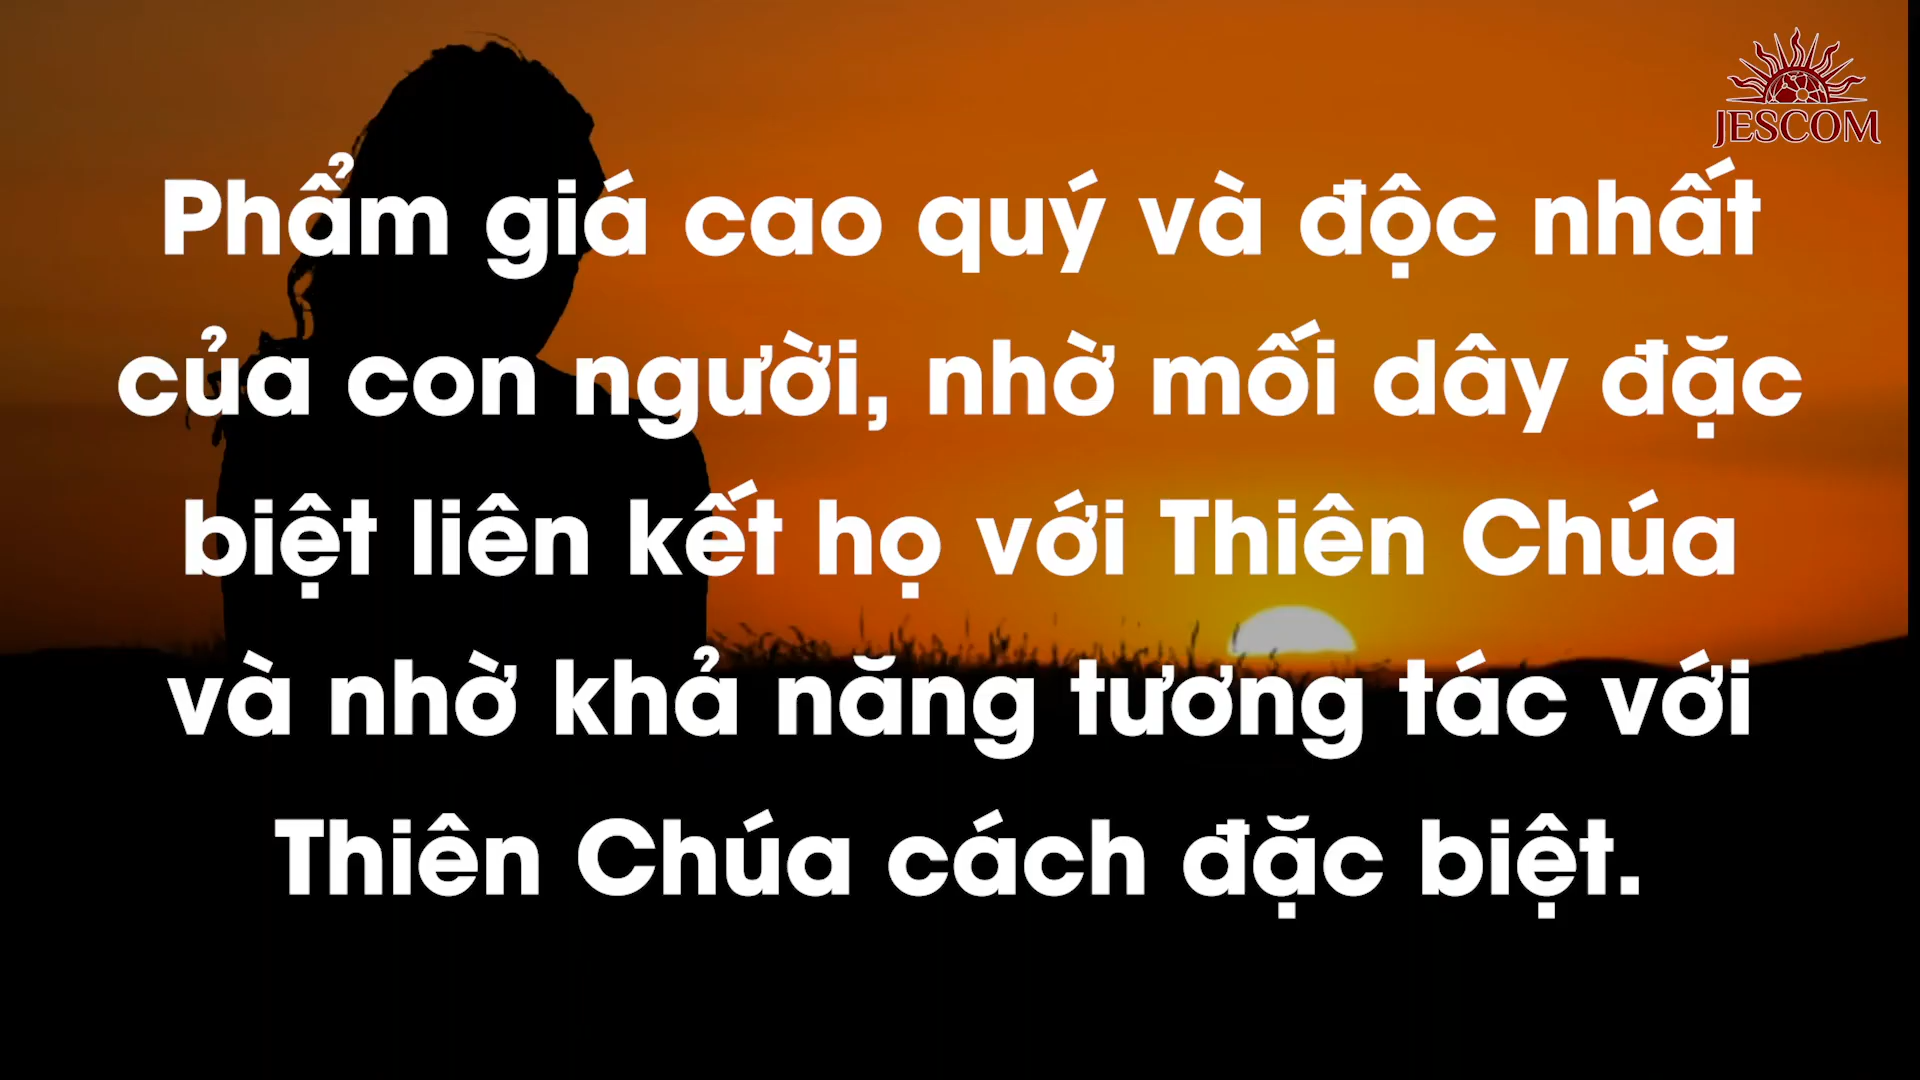 JESCOM
Phẩm giá cao quý và độc nhất
của con người, nhờ mối dây đặc
biệt liên kết họ với Thiên Chúa
và nhờ khả năng tương tác với
Thiên Chúa cách đặc biệt.